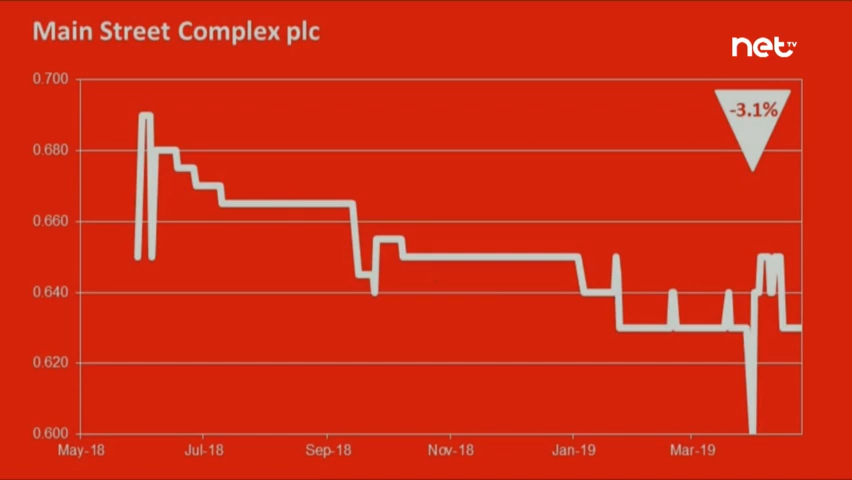 Main Street Complex plc
net TV
0.700
-3.1%
0.680
0.660
0.640
0.620
0.600
May-18 Jul-18 Sep-18 Nov-18 Jan-19 Mar-19